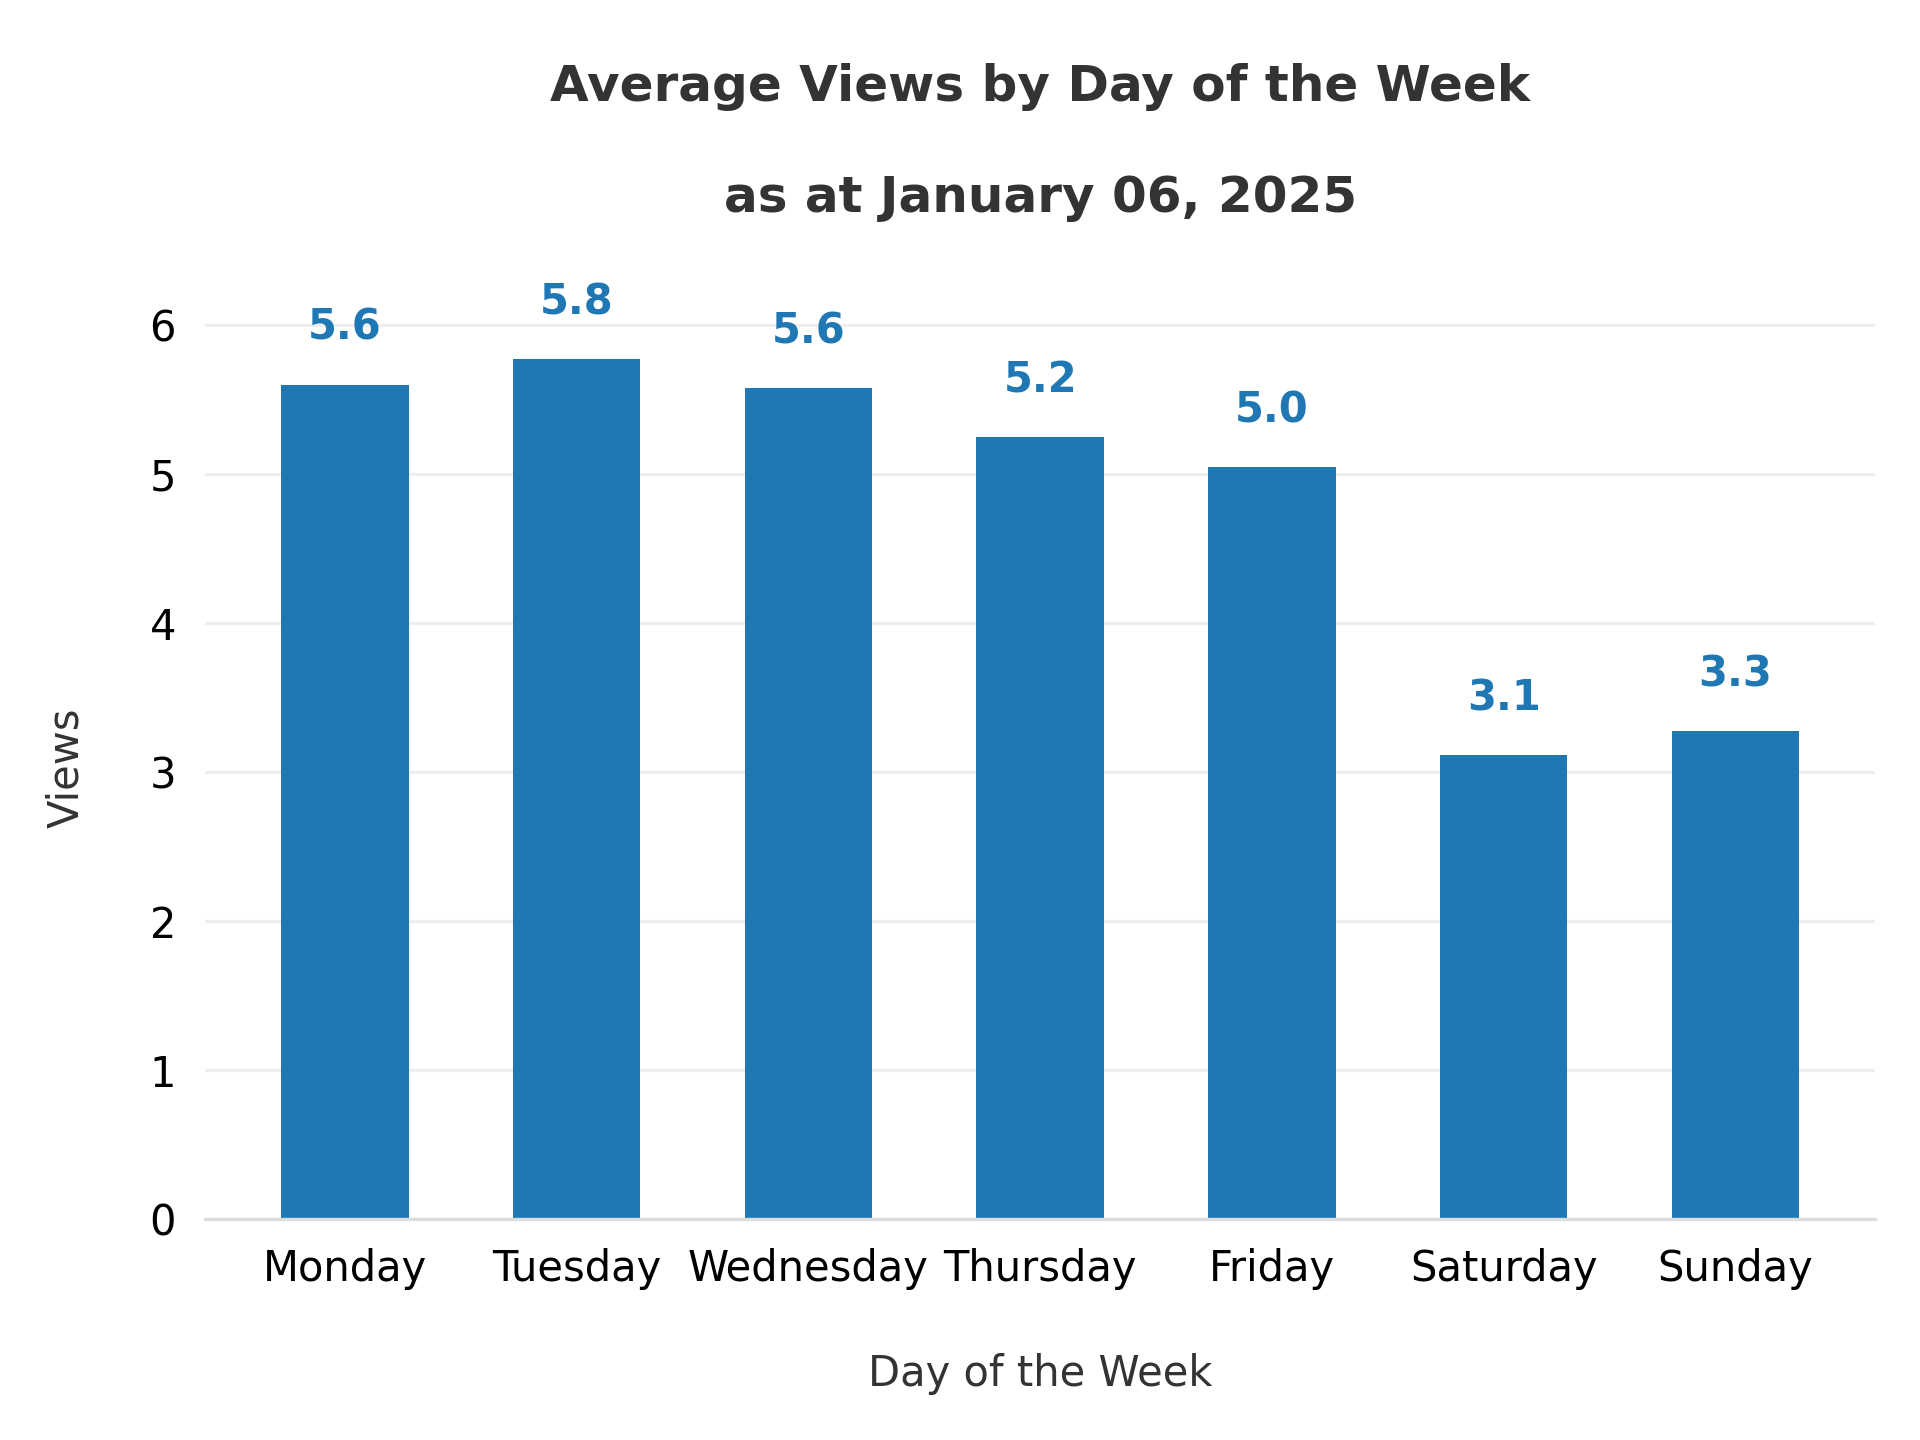 Average Views by Day of the Week
as at January 06, 2025
5.6
5.8
5.6
5.2
5.0
3.1
3.3
6
5
4
3
2
1
0
Views
Monday Tuesday Wednesday Thursday Friday Saturday Sunday
Day of the Week